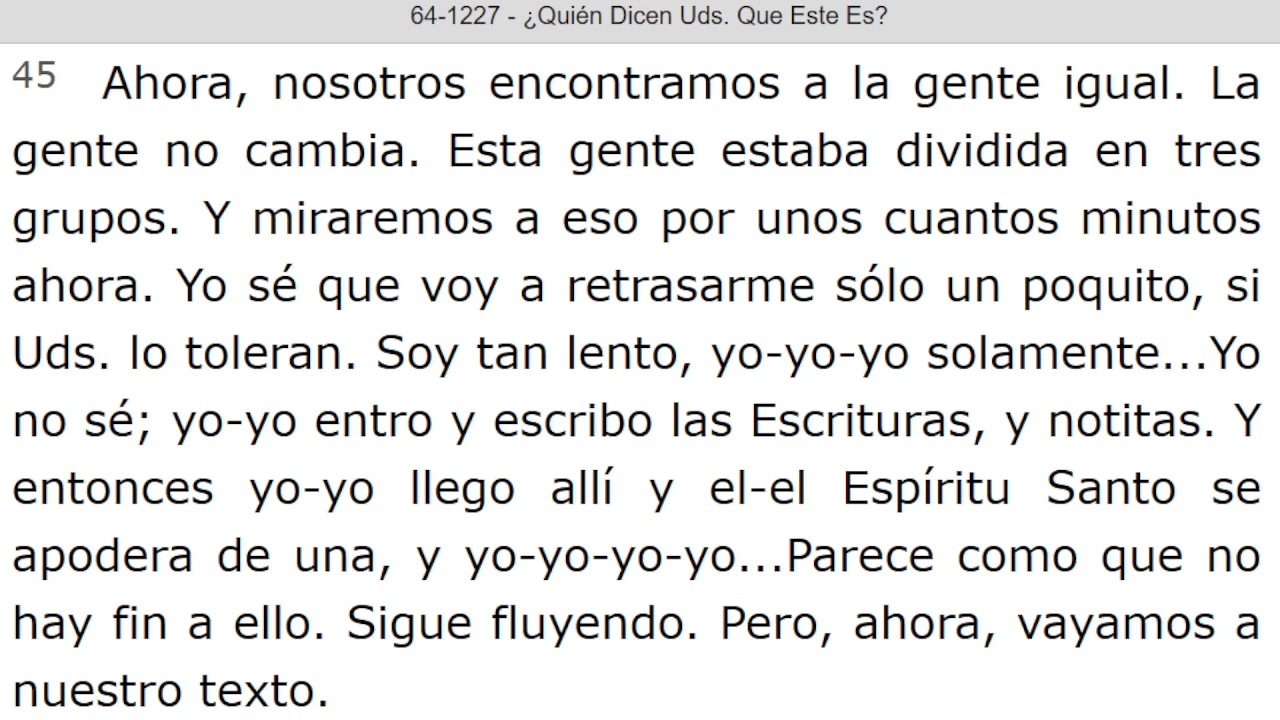 64-1227 - ¿Quién Dicen Uds. Que Este Es?
45 Ahora, nosotros encontramos a la gente igual. La
gente no cambia. Esta gente estaba dividida en tres
grupos. Y miraremos a eso por unos cuantos minutos
ahora. Yo sé que voy a retrasarme sólo un poquito, si
Uds. lo toleran. Soy tan lento, yo-yo-yo solamente...Yo
no sé; yo-yo entro y escribo las Escrituras, y notitas. Y
entonces yo-yo llego allí y el-el Espíritu Santo se
apodera de una, y yo-yo-yo-yo...Parece como que no
hay fin a ello. Sigue fluyendo. Pero, ahora, vayamos a
nuestro texto.